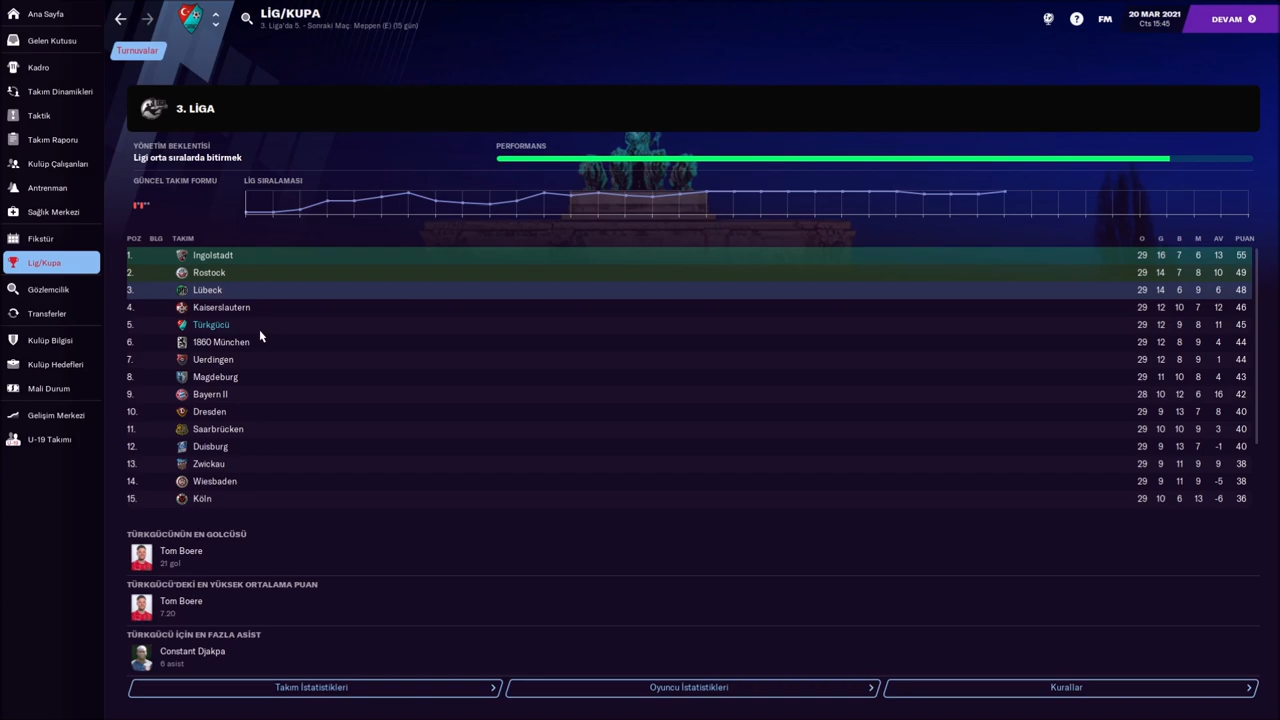 Ana Sayfa
Gelen Kutusu
Kadro
Takım Dinamikleri
Taktik
Takım Raporu
Kulüp Çalışanları
Antrenman
Sağlık Merkezi
Fikstür
Lig/Kupa
Gözlemcilik
Transferler
Kulüp Bilgisi
Kulüp Hedefleri
Mali Durum
Gelişim Merkezi
U-19 Takımı
LİG/KUPA
3. Liga'da 5. - Sonraki Maç: Meppen (E) (15 gün)
FM
20 MAR 2021
Cts 15:45
DEVAM
Turnuvalar
3. LİGA
YÖNETİM BEKLENTİSİ
Ligi orta sıralarda bitirmek
PERFORMANS
GÜNCEL TAKIM FORMU
LİG SIRALAMASI
POZ BLG TAKIM O G B M AV PUAN
1. Ingolstadt 29 16 7 6 13 55
2. Rostock 29 14 7 8 10 49
3. Lübeck 29 14 6 9 6 48
4. Kaiserslautern 29 12 10 7 12 46
5. Türkgücü 29 12 9 8 11 45
6. 1860 München 29 12 8 9 4 44
7. Uerdingen 29 12 8 9 1 44
8. Magdeburg 29 11 10 8 4 43
9. Bayern II 28 10 12 6 16 42
10. Dresden 29 9 13 7 8 40
11. Saarbrücken 29 10 10 9 3 40
12. Duisburg 29 9 13 7 -1 40
13. Zwickau 29 9 11 9 9 38
14. Wiesbaden 29 9 11 9 -5 38
15. Köln 29 10 6 13 -6 36
TÜRKGÜCÜNÜN EN GOLCÜSÜ
Tom Boere
21 gol
TÜRKGÜCÜ'DEKİ EN YÜKSEK ORTALAMA PUAN
Tom Boere
7.20
TÜRKGÜCÜ İÇİN EN FAZLA ASİST
Constant Djakpa
6 asist
Takım İstatistikleri
Oyuncu İstatistikleri
Kurallar